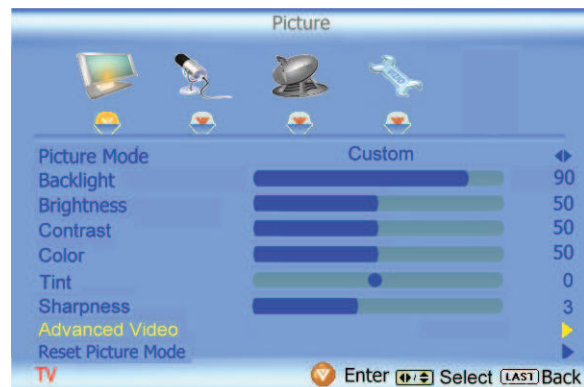 Picture
Picture Mode Custom
Backlight 90
Brightness 50
Contrast 50
Color 50
Tint 0
Sharpness 3
Advanced Video
Reset Picture Mode
TV Enter Select LAST Back